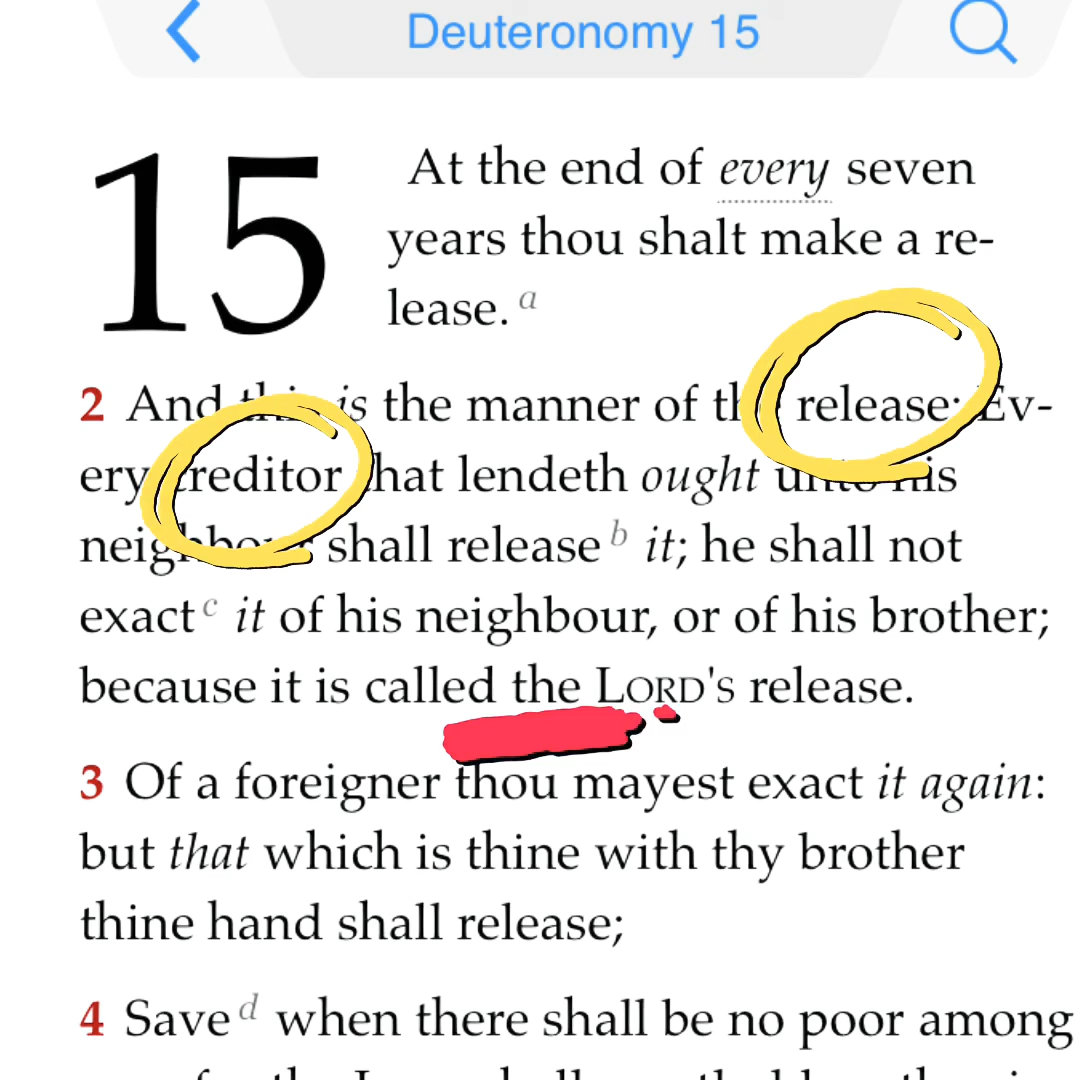 Deuteronomy 15
15 At the end of every seven
years thou shalt make a re-
lease. a
2 And this is the manner of the release: Ev-
ery creditor that lendeth ought unto his
neighbour shall release b it; he shall not
exact c it of his neighbour, or of his brother;
because it is called the LORD's release.
3 Of a foreigner thou mayest exact it again:
but that which is thine with thy brother
thine hand shall release;
4 Save d when there shall be no poor among